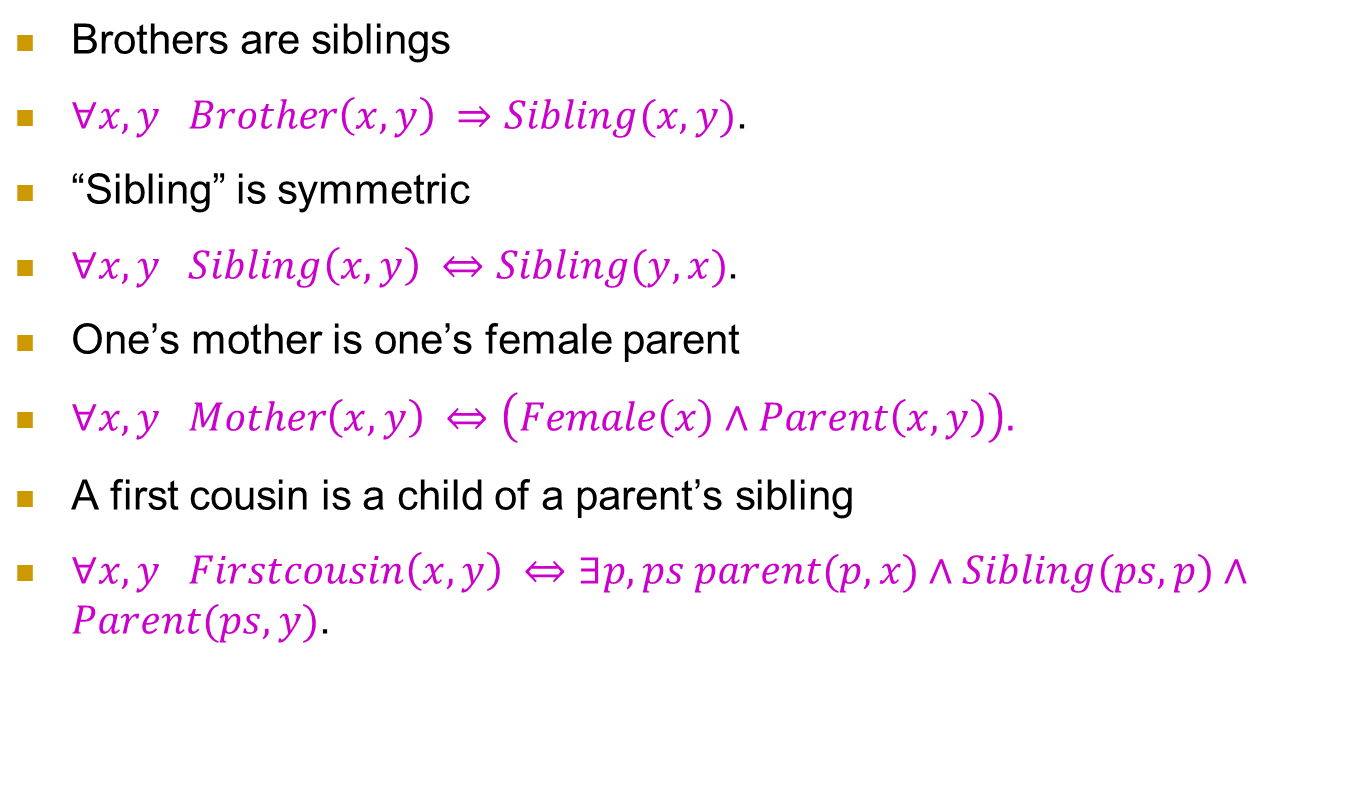 Brothers are siblings
∀x, y Brother(x, y) ⇒ Sibling(x, y).
“Sibling” is symmetric
∀x, y Sibling(x, y) ⇔ Sibling(y, x).
One’s mother is one’s female parent
∀x, y Mother(x, y) ⇔ (Female(x) ∧ Parent(x, y)).
A first cousin is a child of a parent’s sibling
∀x, y Firstcousin(x, y) ⇔ ∃p, ps parent(p, x) ∧ Sibling(ps, p) ∧
Parent(ps, y).